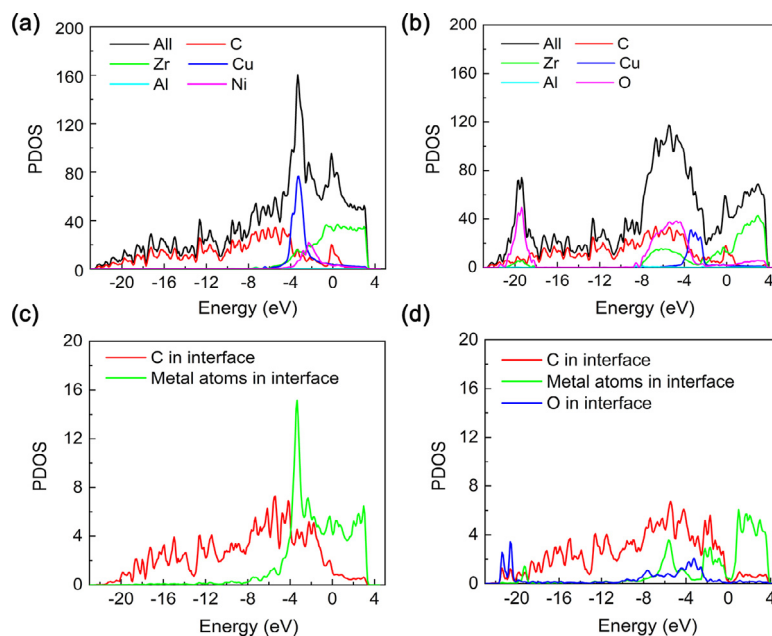 (a)
200
160
120
80
40
0
PDOS
All C
Zr Cu
Al Ni
-20 -16 -12 -8 -4 0 4
Energy (eV)
(b)
200
160
120
80
40
0
PDOS
All C
Zr Cu
Al O
-20 -16 -12 -8 -4 0 4
Energy (eV)
(c)
20
16
12
8
4
0
PDOS
C in interface
Metal atoms in interface
-20 -16 -12 -8 -4 0 4
Energy (eV)
(d)
20
16
12
8
4
0
PDOS
C in interface
Metal atoms in interface
O in interface
-20 -16 -12 -8 -4 0 4
Energy (eV)